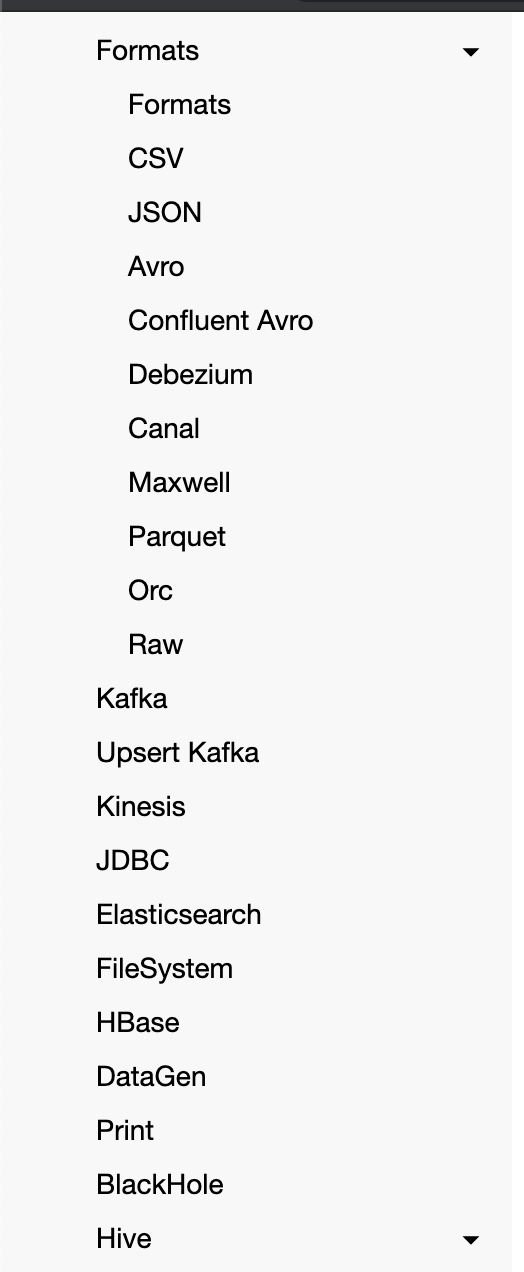 Formats
Formats
CSV
JSON
Avro
Confluent Avro
Debezium
Canal
Maxwell
Parquet
Orc
Raw
Kafka
Upsert Kafka
Kinesis
JDBC
Elasticsearch
FileSystem
HBase
DataGen
Print
BlackHole
Hive